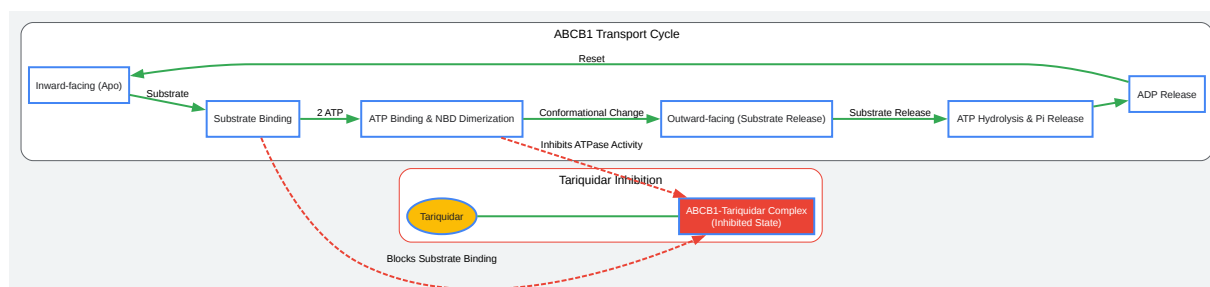 ABCB1 Transport Cycle
Reset
Inward-facing (Apo)
Substrate
Substrate Binding
2 ATP
ATP Binding & NBD Dimerization
Conformational Change
Outward-facing (Substrate Release)
Substrate Release
ATP Hydrolysis & Pi Release
ADP Release
Inhibits ATPase Activity
Tariquidar Inhibition
Tariquidar
ABCB1-Tariquidar Complex
(Inhibited State)
Blocks Substrate Binding